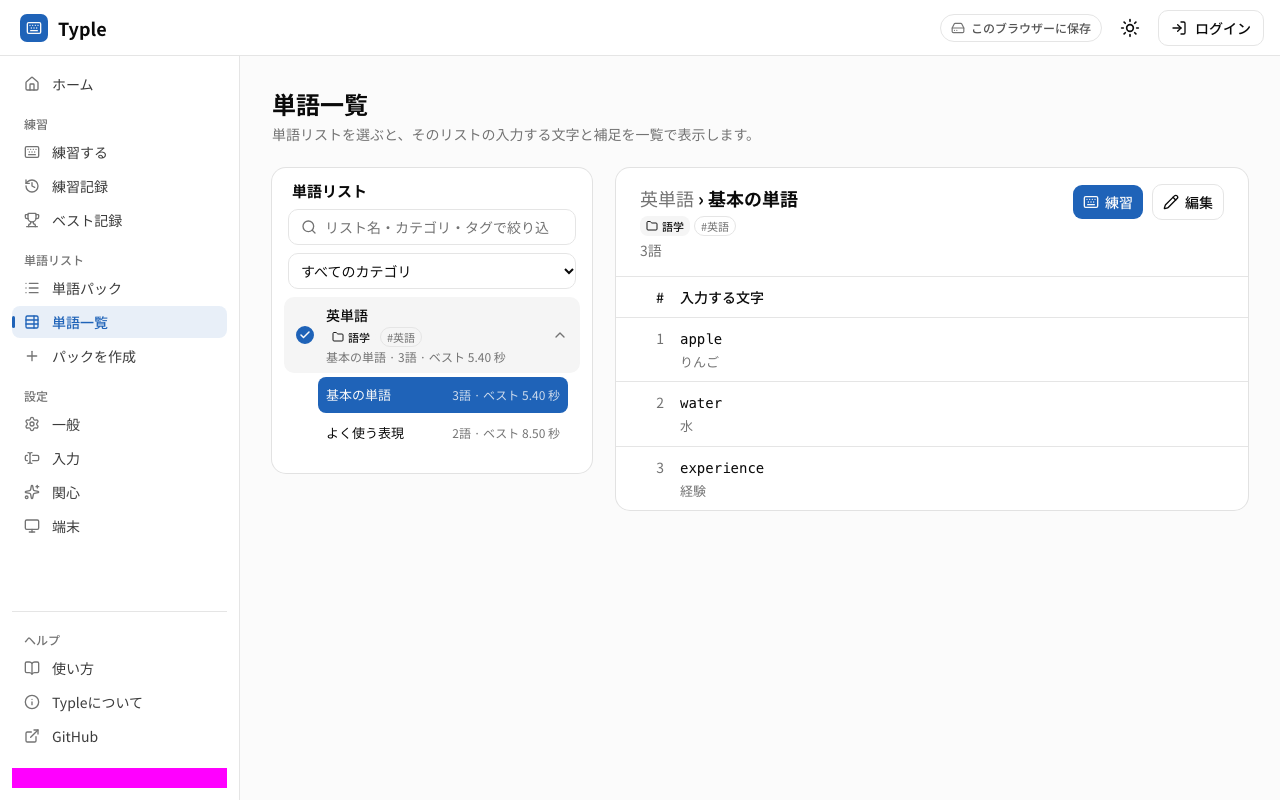 Typle
このブラウザーに保存
ログイン
ホーム
練習
練習する
練習記録
ベスト記録
単語リスト
単語パック
単語一覧
パックを作成
設定
一般
入力
関心
端末
ヘルプ
使い方
Typleについて
GitHub
単語一覧
単語リストを選ぶと、そのリストの入力する文字と補足を一覧で表示します。
単語リスト
リスト名・カテゴリ・タグで絞り込
すべてのカテゴリ
英単語
語学 #英語
基本の単語 · 3語 · ベスト 5.40 秒
基本の単語 3語 · ベスト 5.40 秒
よく使う表現 2語 · ベスト 8.50 秒
英単語 › 基本の単語
語学 #英語
3語
練習
編集
# 入力する文字
1 apple
りんご
2 water
水
3 experience
経験